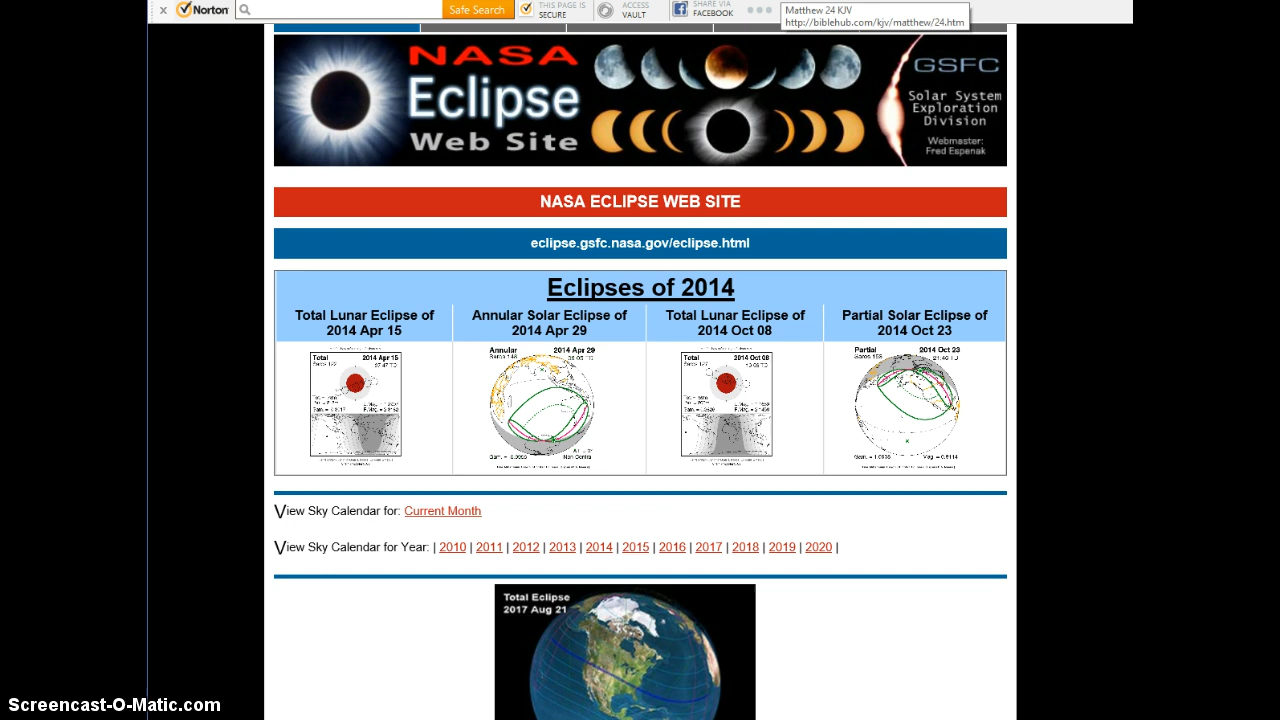 Norton
Safe Search
THIS PAGE IS
SECURE
ACCESS
VAULT
SHARE VIA
FACEBOOK
Matthew 24 KJV
http://biblehub.com/kjv/matthew/24.htm
NASA
Eclipse
Web Site
GSFC
Solar System
Exploration
Division
Webmaster:
Fred Espenak
NASA ECLIPSE WEB SITE
eclipse.gsfc.nasa.gov/eclipse.html
Eclipses of 2014
Total Lunar Eclipse of
2014 Apr 15
Annular Solar Eclipse of
2014 Apr 29
Total Lunar Eclipse of
2014 Oct 08
Partial Solar Eclipse of
2014 Oct 23
Total 2014 Apr 15
Annular 2014 Apr 29
Total 2014 Oct 08
Partial 2014 Oct 23
View Sky Calendar for: Current Month
View Sky Calendar for Year: | 2010 | 2011 | 2012 | 2013 | 2014 | 2015 | 2016 | 2017 | 2018 | 2019 | 2020 |
Total Eclipse
2017 Aug 21
Screencast-O-Matic.com